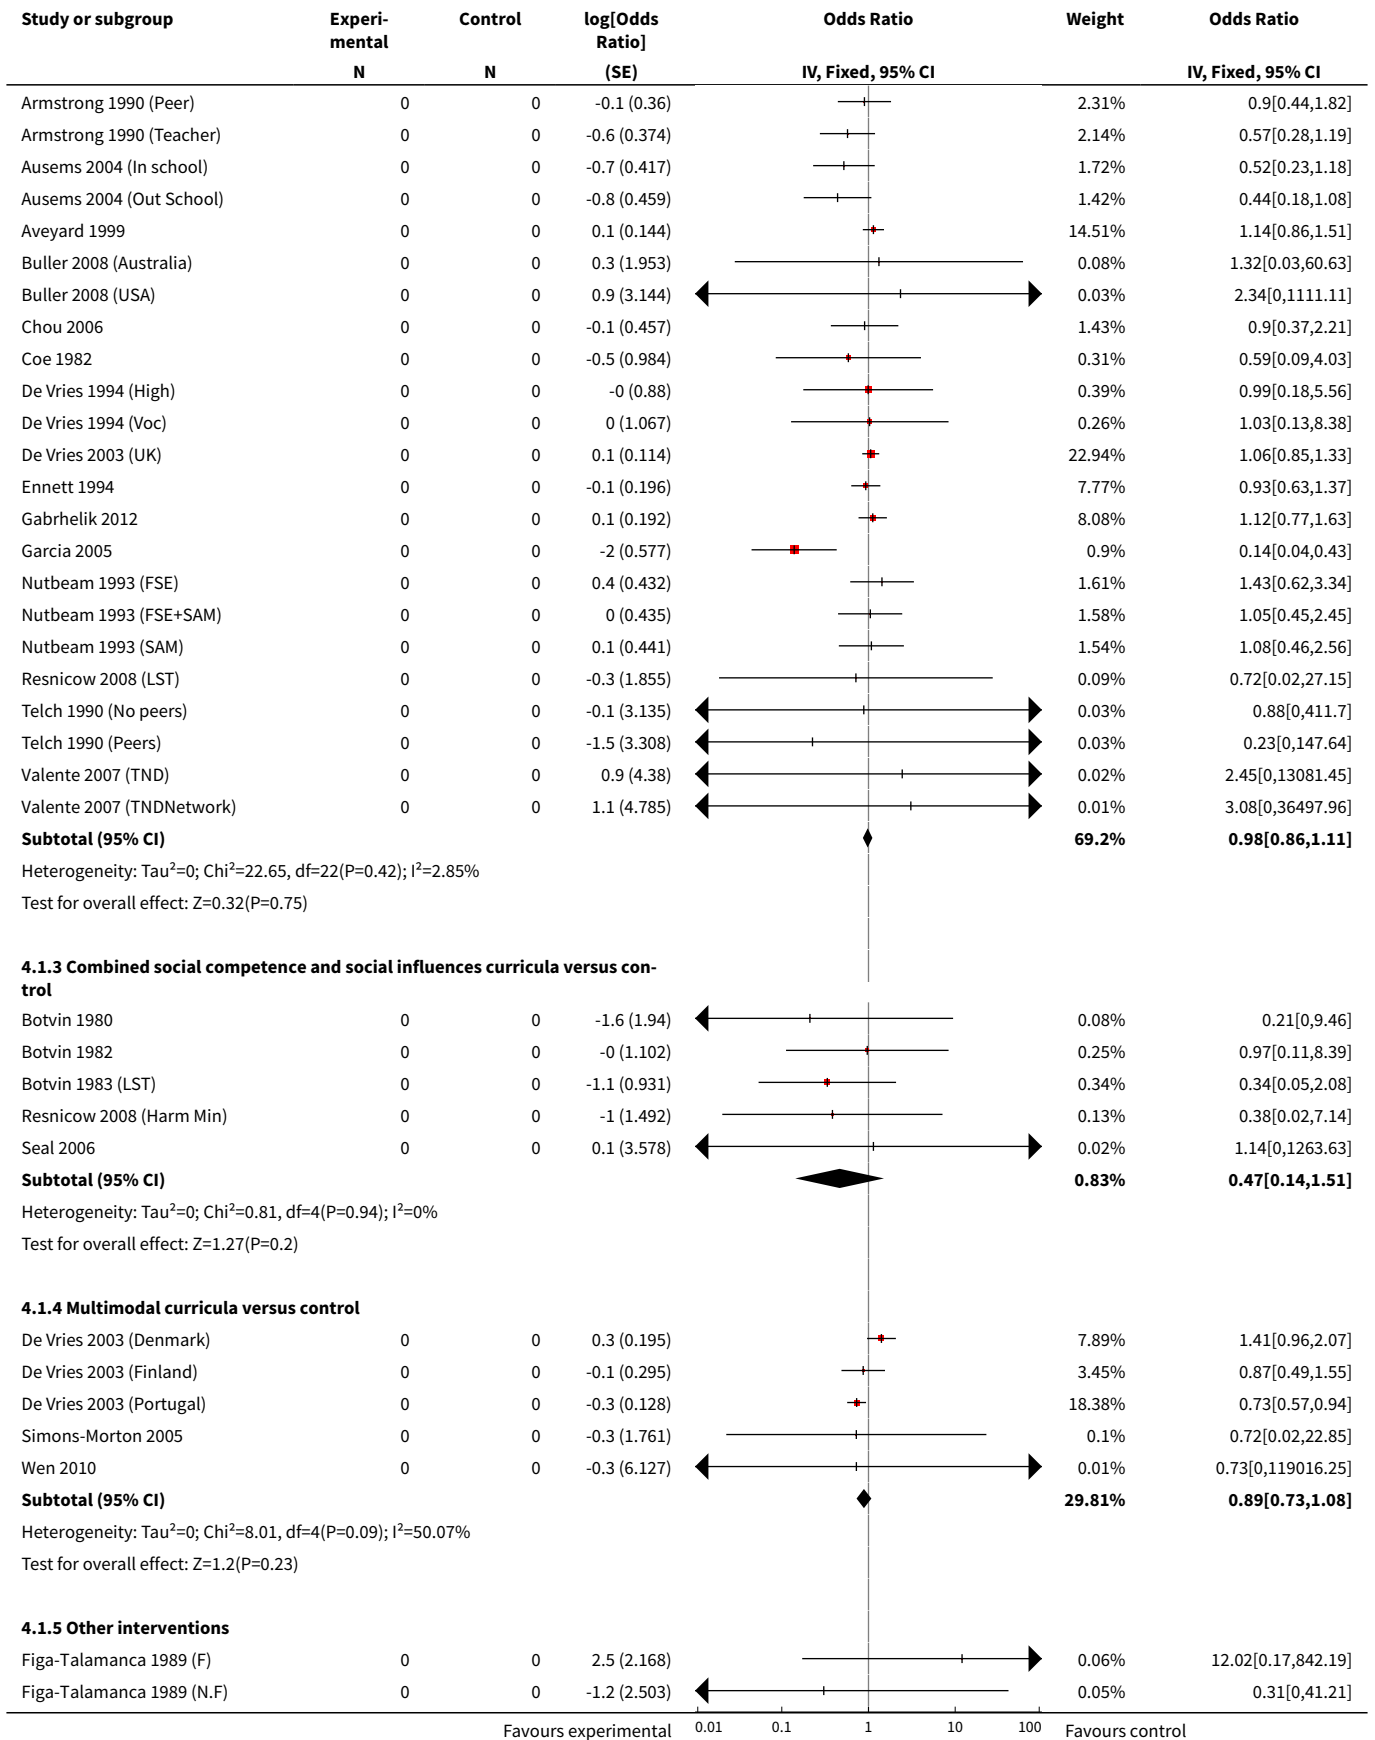 Study or subgroup Experi- Control log[Odds Odds Ratio Weight Odds Ratio
mental Ratio]
N N (SE) IV, Fixed, 95% CI IV, Fixed, 95% CI
Armstrong 1990 (Peer) 0 0 -0.1 (0.36) 2.31% 0.9[0.44,1.82]
Armstrong 1990 (Teacher) 0 0 -0.6 (0.374) 2.14% 0.57[0.28,1.19]
Ausems 2004 (In school) 0 0 -0.7 (0.417) 1.72% 0.52[0.23,1.18]
Ausems 2004 (Out School) 0 0 -0.8 (0.459) 1.42% 0.44[0.18,1.08]
Aveyard 1999 0 0 0.1 (0.144) 14.51% 1.14[0.86,1.51]
Buller 2008 (Australia) 0 0 0.3 (1.953) 0.08% 1.32[0.03,60.63]
Buller 2008 (USA) 0 0 0.9 (3.144) 0.03% 2.34[0,1111.11]
Chou 2006 0 0 -0.1 (0.457) 1.43% 0.9[0.37,2.21]
Coe 1982 0 0 -0.5 (0.984) 0.31% 0.59[0.09,4.03]
De Vries 1994 (High) 0 0 -0 (0.88) 0.39% 0.99[0.18,5.56]
De Vries 1994 (Voc) 0 0 0 (1.067) 0.26% 1.03[0.13,8.38]
De Vries 2003 (UK) 0 0 0.1 (0.114) 22.94% 1.06[0.85,1.33]
Ennett 1994 0 0 -0.1 (0.196) 7.77% 0.93[0.63,1.37]
Gabrhelik 2012 0 0 0.1 (0.192) 8.08% 1.12[0.77,1.63]
Garcia 2005 0 0 -2 (0.577) 0.9% 0.14[0.04,0.43]
Nutbeam 1993 (FSE) 0 0 0.4 (0.432) 1.61% 1.43[0.62,3.34]
Nutbeam 1993 (FSE+SAM) 0 0 0 (0.435) 1.58% 1.05[0.45,2.45]
Nutbeam 1993 (SAM) 0 0 0.1 (0.441) 1.54% 1.08[0.46,2.56]
Resnicow 2008 (LST) 0 0 -0.3 (1.855) 0.09% 0.72[0.02,27.15]
Telch 1990 (No peers) 0 0 -0.1 (3.135) 0.03% 0.88[0,411.7]
Telch 1990 (Peers) 0 0 -1.5 (3.308) 0.03% 0.23[0,147.64]
Valente 2007 (TND) 0 0 0.9 (4.38) 0.02% 2.45[0,13081.45]
Valente 2007 (TNDNetwork) 0 0 1.1 (4.785) 0.01% 3.08[0,36497.96]
Subtotal (95% CI) 69.2% 0.98[0.86,1.11]
Heterogeneity: Tau²=0; Chi²=22.65, df=22(P=0.42); I²=2.85%
Test for overall effect: Z=0.32(P=0.75)
4.1.3 Combined social competence and social influences curricula versus con-
trol
Botvin 1980 0 0 -1.6 (1.94) 0.08% 0.21[0,9.46]
Botvin 1982 0 0 -0 (1.102) 0.25% 0.97[0.11,8.39]
Botvin 1983 (LST) 0 0 -1.1 (0.931) 0.34% 0.34[0.05,2.08]
Resnicow 2008 (Harm Min) 0 0 -1 (1.492) 0.13% 0.38[0.02,7.14]
Seal 2006 0 0 0.1 (3.578) 0.02% 1.14[0,1263.63]
Subtotal (95% CI) 0.83% 0.47[0.14,1.51]
Heterogeneity: Tau²=0; Chi²=0.81, df=4(P=0.94); I²=0%
Test for overall effect: Z=1.27(P=0.2)
4.1.4 Multimodal curricula versus control
De Vries 2003 (Denmark) 0 0 0.3 (0.195) 7.89% 1.41[0.96,2.07]
De Vries 2003 (Finland) 0 0 -0.1 (0.295) 3.45% 0.87[0.49,1.55]
De Vries 2003 (Portugal) 0 0 -0.3 (0.128) 18.38% 0.73[0.57,0.94]
Simons-Morton 2005 0 0 -0.3 (1.761) 0.1% 0.72[0.02,22.85]
Wen 2010 0 0 -0.3 (6.127) 0.01% 0.73[0,119016.25]
Subtotal (95% CI) 29.81% 0.89[0.73,1.08]
Heterogeneity: Tau²=0; Chi²=8.01, df=4(P=0.09); I²=50.07%
Test for overall effect: Z=1.2(P=0.23)
4.1.5 Other interventions
Figa-Talamanca 1989 (F) 0 0 2.5 (2.168) 0.06% 12.02[0.17,842.19]
Figa-Talamanca 1989 (N.F) 0 0 -1.2 (2.503) 0.05% 0.31[0,41.21]
Favours experimental 0.01 0.1 1 10 100 Favours control